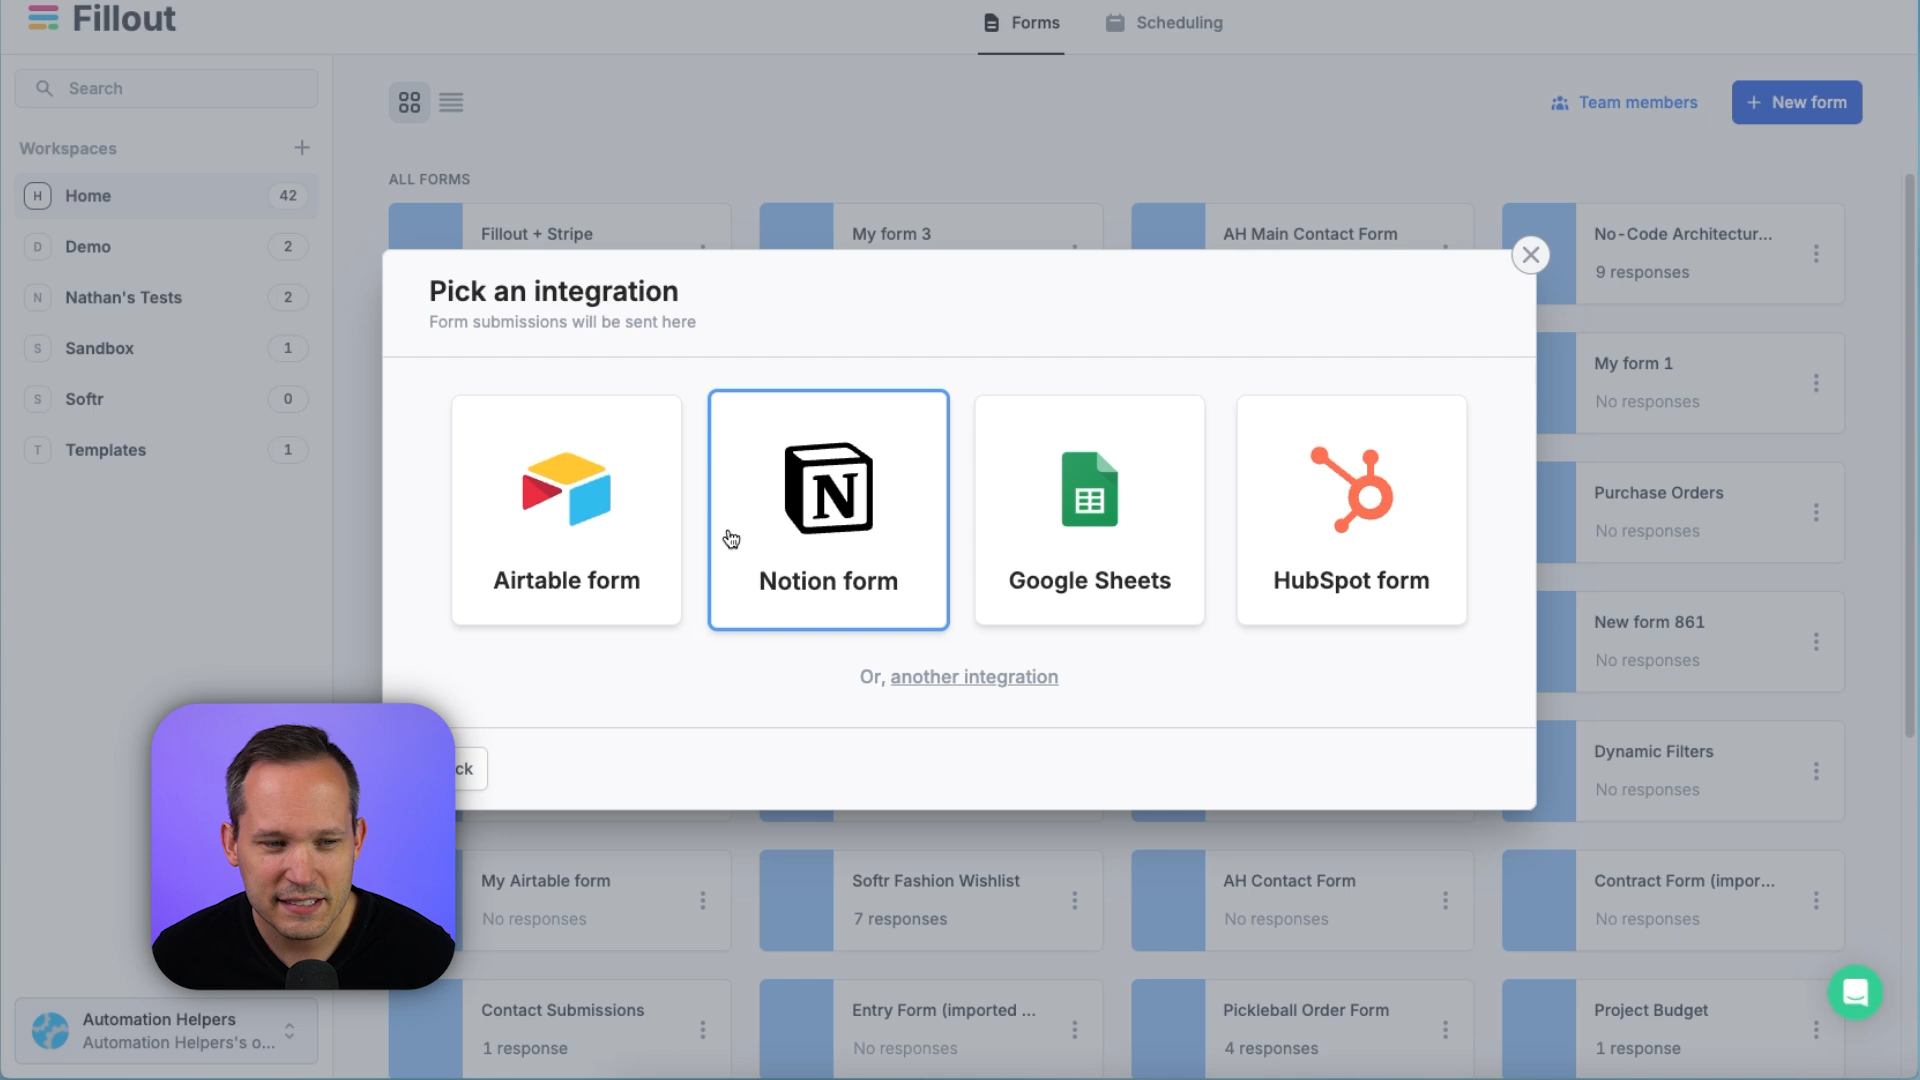 Fillout
Forms
Scheduling
Search
Workspaces
H Home 42
D Demo 2
N Nathan's Tests 2
S Sandbox 1
S Softr 0
T Templates 1
Automation Helpers
Automation Helpers's o...
Team members
+ New form
ALL FORMS
Fillout + Stripe
My form 3
AH Main Contact Form
No-Code Architectur...
9 responses
Pick an integration
Form submissions will be sent here
Airtable form
N
Notion form
Google Sheets
HubSpot form
Or, another integration
ck
My form 1
No responses
Purchase Orders
No responses
New form 861
No responses
Dynamic Filters
No responses
My Airtable form
No responses
Softr Fashion Wishlist
7 responses
AH Contact Form
No responses
Contract Form (impor...
No responses
Contact Submissions
1 response
Entry Form (imported ...
No responses
Pickleball Order Form
4 responses
Project Budget
1 response